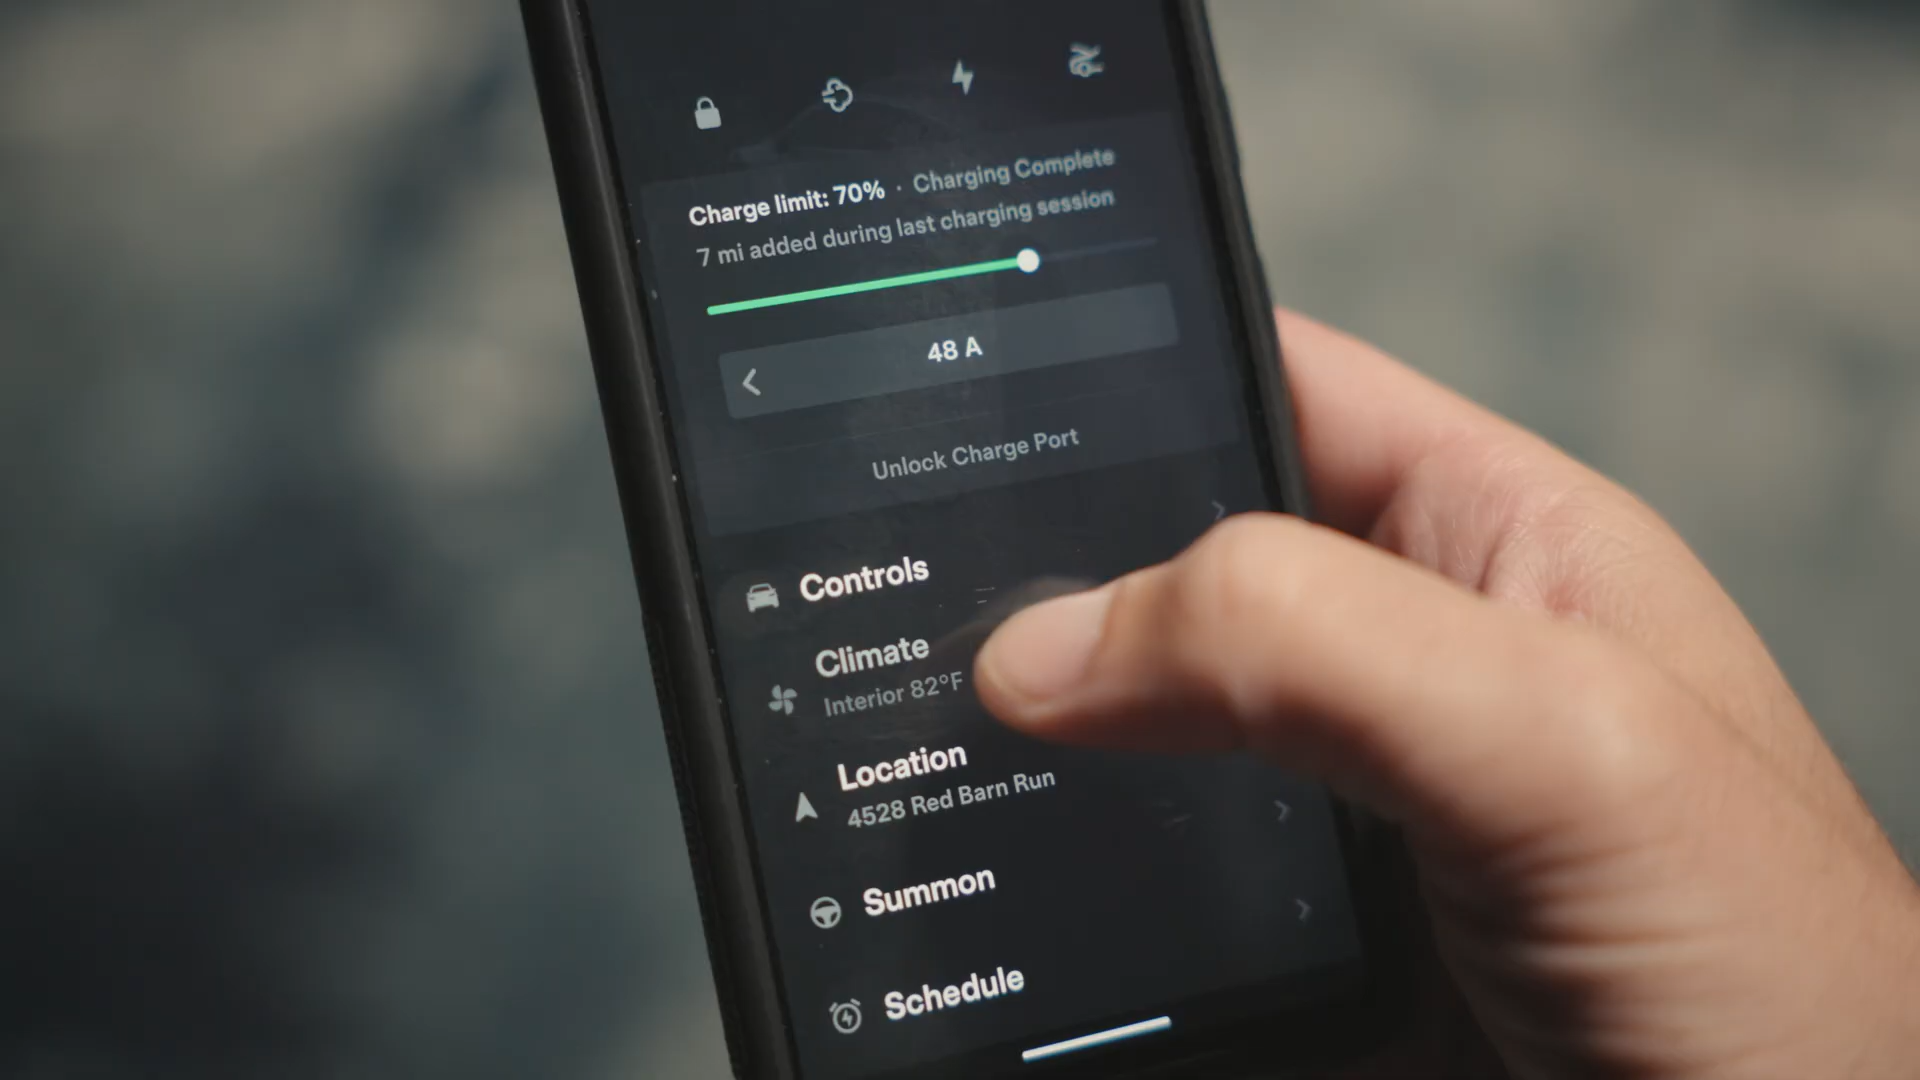 Charge limit: 70% · Charging Complete
7 mi added during last charging session
48 A
Unlock Charge Port
Controls
Climate
Interior 82°F
Location
4528 Red Barn Run
Summon
Schedule